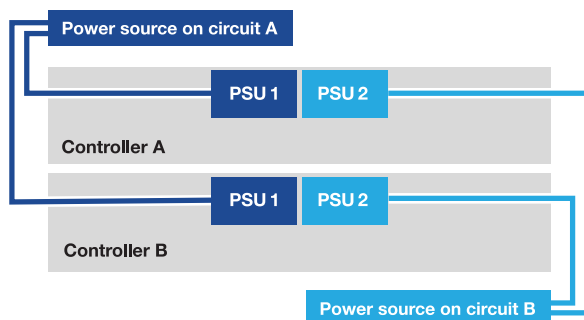 Power source on circuit A
PSU 1 PSU 2
Controller A
PSU 1 PSU 2
Controller B
Power source on circuit B